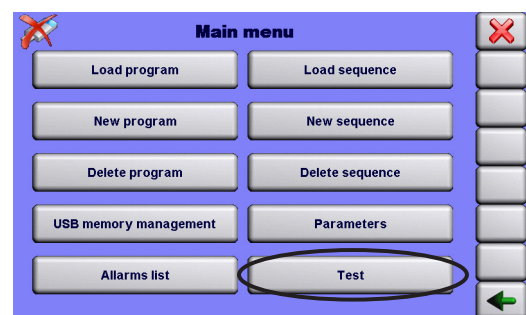 Main menu
Load program
Load sequence
New program
New sequence
Delete program
Delete sequence
USB memory management
Parameters
Allarms list
Test